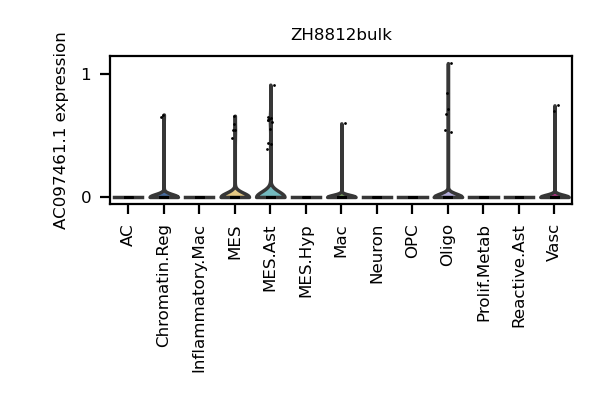 ZH8812bulk
AC097461.1 expression
1
0
AC
Chromatin.Reg
Inflammatory.Mac
MES
MES.Ast
MES.Hyp
Mac
Neuron
OPC
Oligo
Prolif.Metab
Reactive.Ast
Vasc